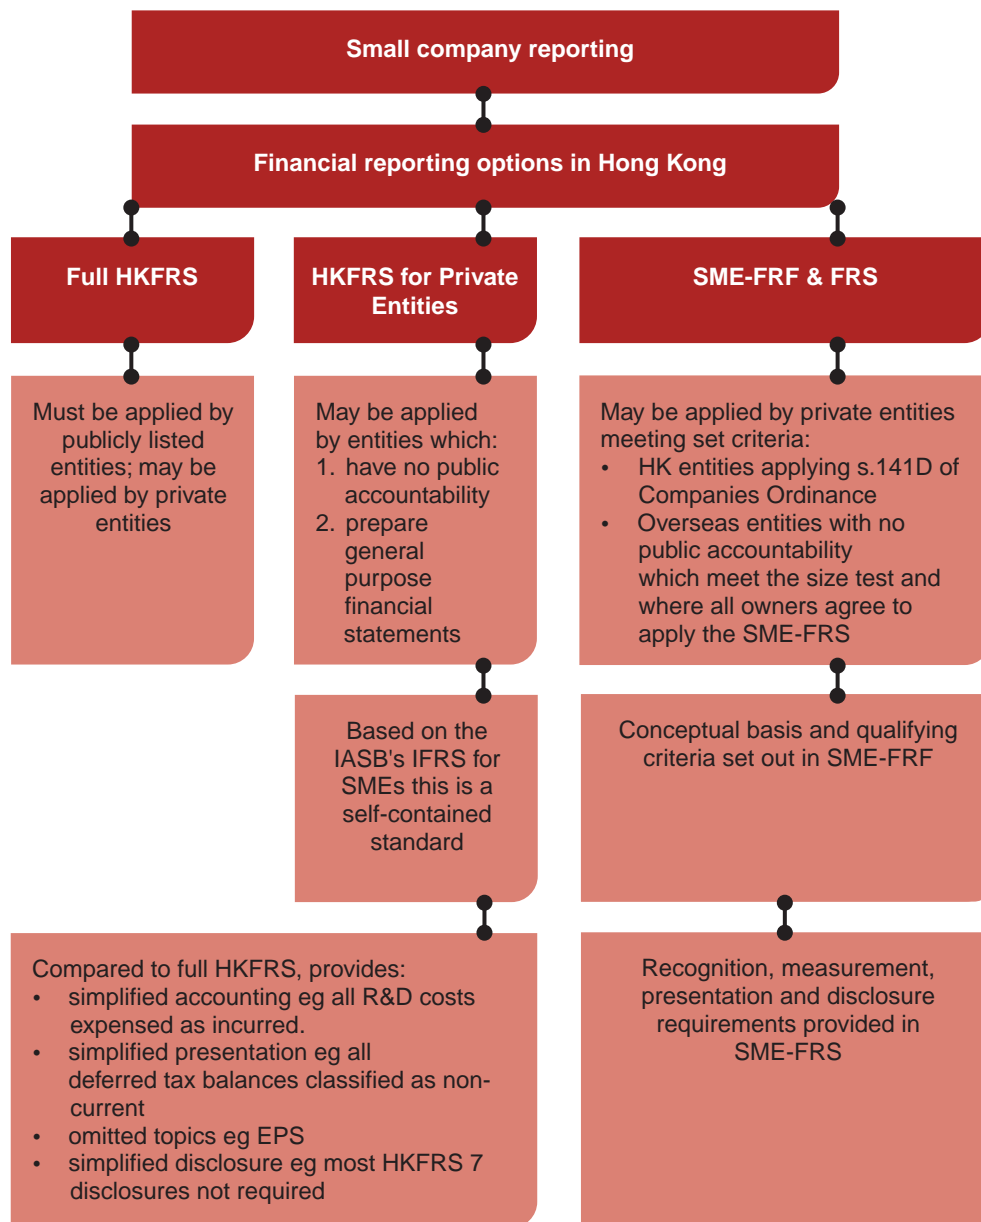 Small company reporting
Financial reporting options in Hong Kong
Full HKFRS
HKFRS for Private
Entities
SME-FRF & FRS
Must be applied by
publicly listed
entities; may be
applied by private
entities
May be applied
by entities which:
1. have no public
accountability
2. prepare
general
purpose
financial
statements
May be applied by private entities
meeting set criteria:
• HK entities applying s.141D of
Companies Ordinance
• Overseas entities with no
public accountability
which meet the size test and
where all owners agree to
apply the SME-FRS
Based on the
IASB's IFRS for
SMEs this is a
self-contained
standard
Conceptual basis and qualifying
criteria set out in SME-FRF
Compared to full HKFRS, provides:
• simplified accounting eg all R&D costs
expensed as incurred.
• simplified presentation eg all
deferred tax balances classified as non-
current
• omitted topics eg EPS
• simplified disclosure eg most HKFRS 7
disclosures not required
Recognition, measurement,
presentation and disclosure
requirements provided in
SME-FRS